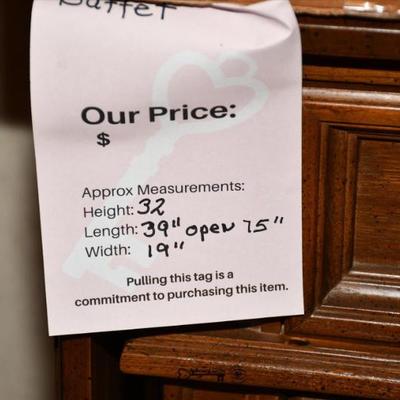 Buffet
Our Price:
$
Approx Measurements:
Height: 32
Length: 39" open 75"
Width: 19"
Pulling this tag is a
commitment to purchasing this item.